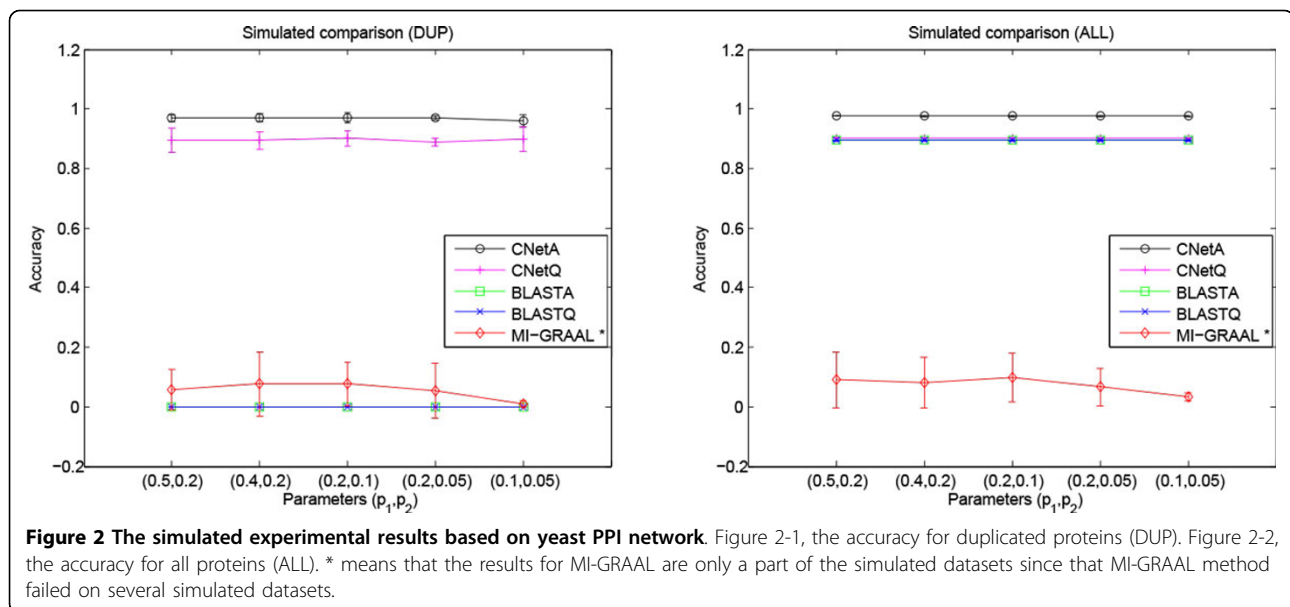 Simulated comparison (DUP)
1.2
1
0.8
0.6
0.4
0.2
0
−0.2
Accuracy
CNetA
CNetQ
BLASTA
BLASTQ
MI−GRAAL *
(0.5,0.2) (0.4,0.2) (0.2,0.1) (0.2,0.05) (0.1,0.05)
Parameters (p₁,p₂)
Simulated comparison (ALL)
1.2
1
0.8
0.6
0.4
0.2
0
−0.2
Accuracy
CNetA
CNetQ
BLASTA
BLASTQ
MI−GRAAL *
(0.5,0.2) (0.4,0.2) (0.2,0.1) (0.2,0.05) (0.1,0.05)
Parameters (p₁,p₂)
Figure 2 The simulated experimental results based on yeast PPI network. Figure 2-1, the accuracy for duplicated proteins (DUP). Figure 2-2,
the accuracy for all proteins (ALL). * means that the results for MI-GRAAL are only a part of the simulated datasets since that MI-GRAAL method
failed on several simulated datasets.